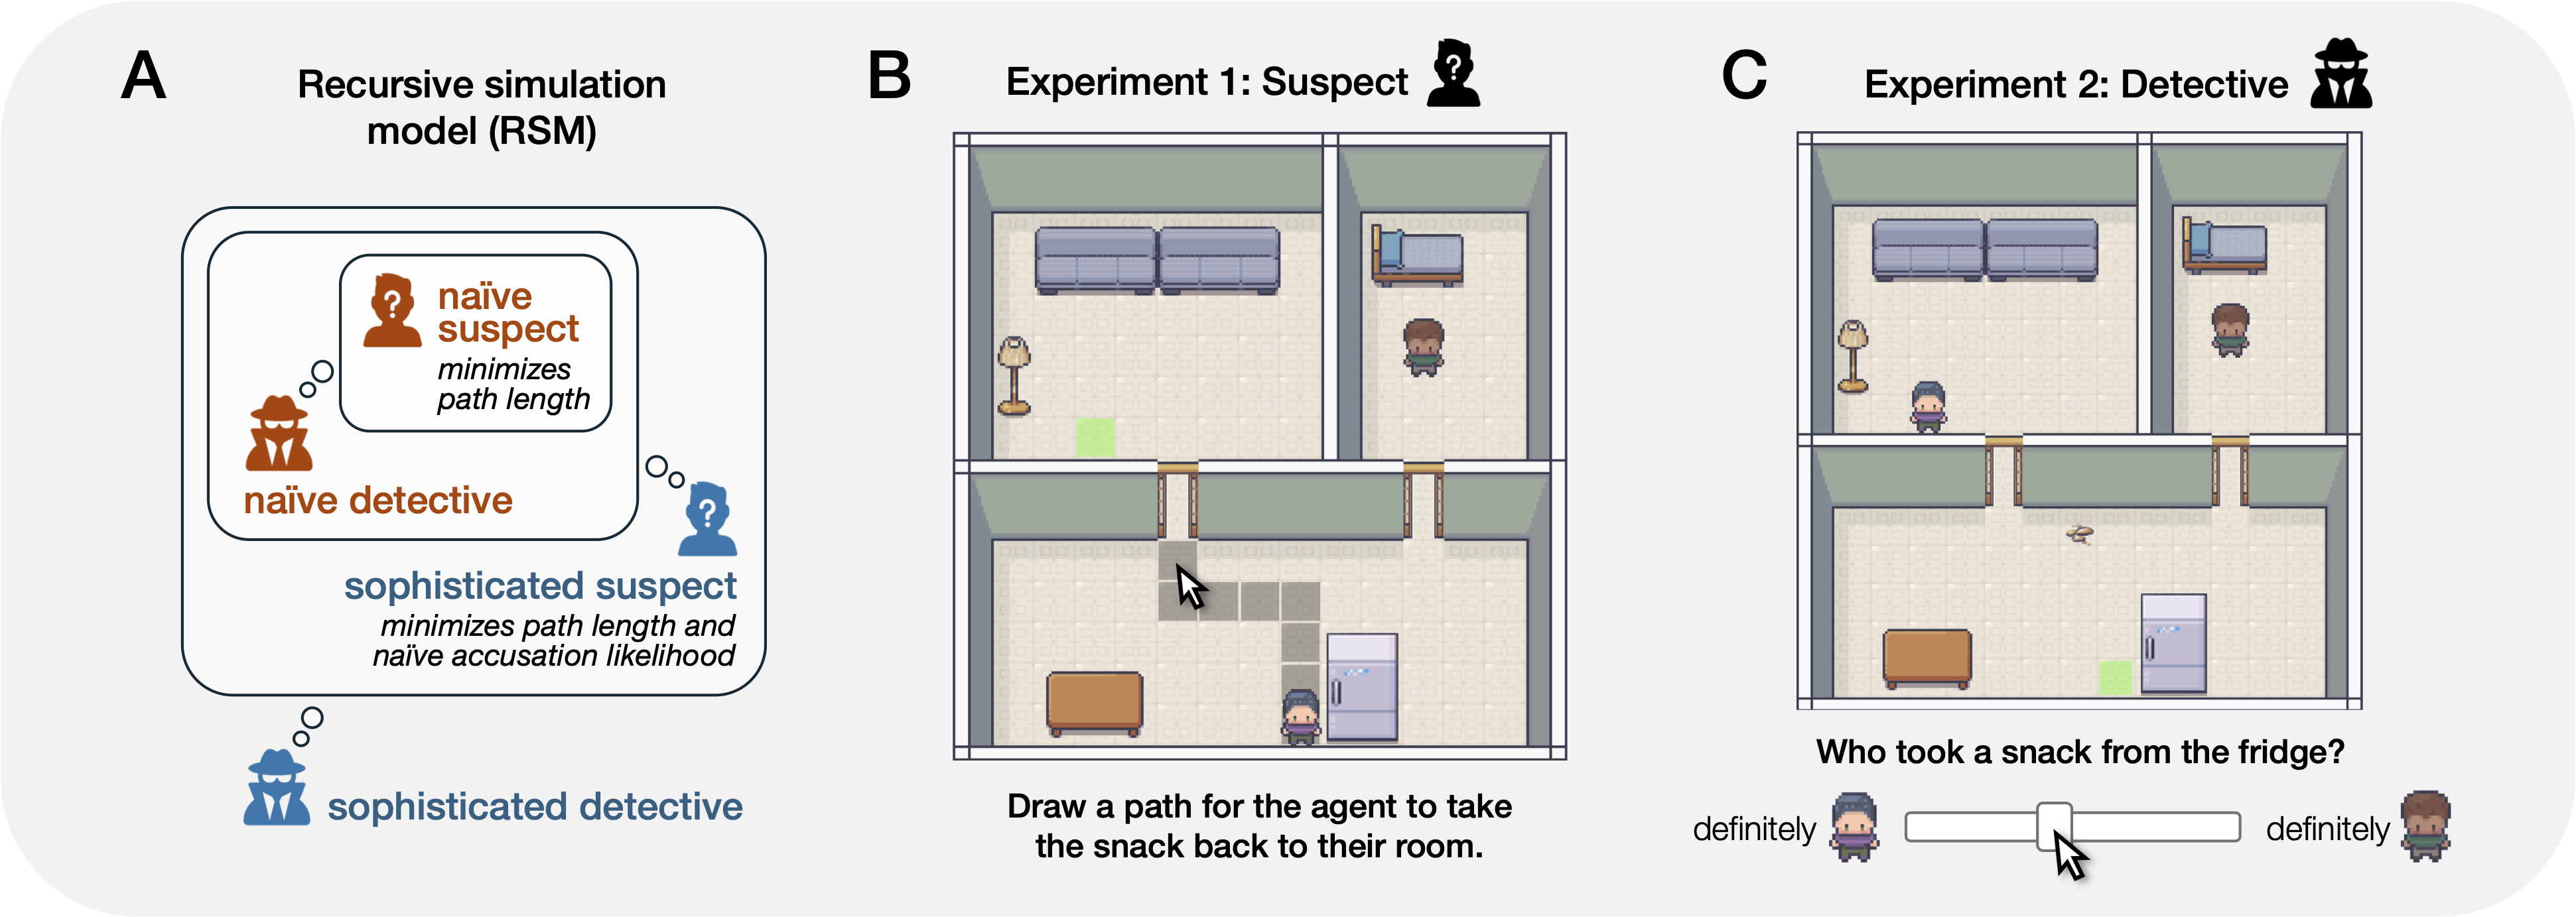 A
Recursive simulation
model (RSM)
?
naïve
suspect
minimizes
path length
naïve detective
?
sophisticated suspect
minimizes path length and
naïve accusation likelihood
sophisticated detective
B
Experiment 1: Suspect
?
Draw a path for the agent to take
the snack back to their room.
C
Experiment 2: Detective
Who took a snack from the fridge?
definitely
definitely